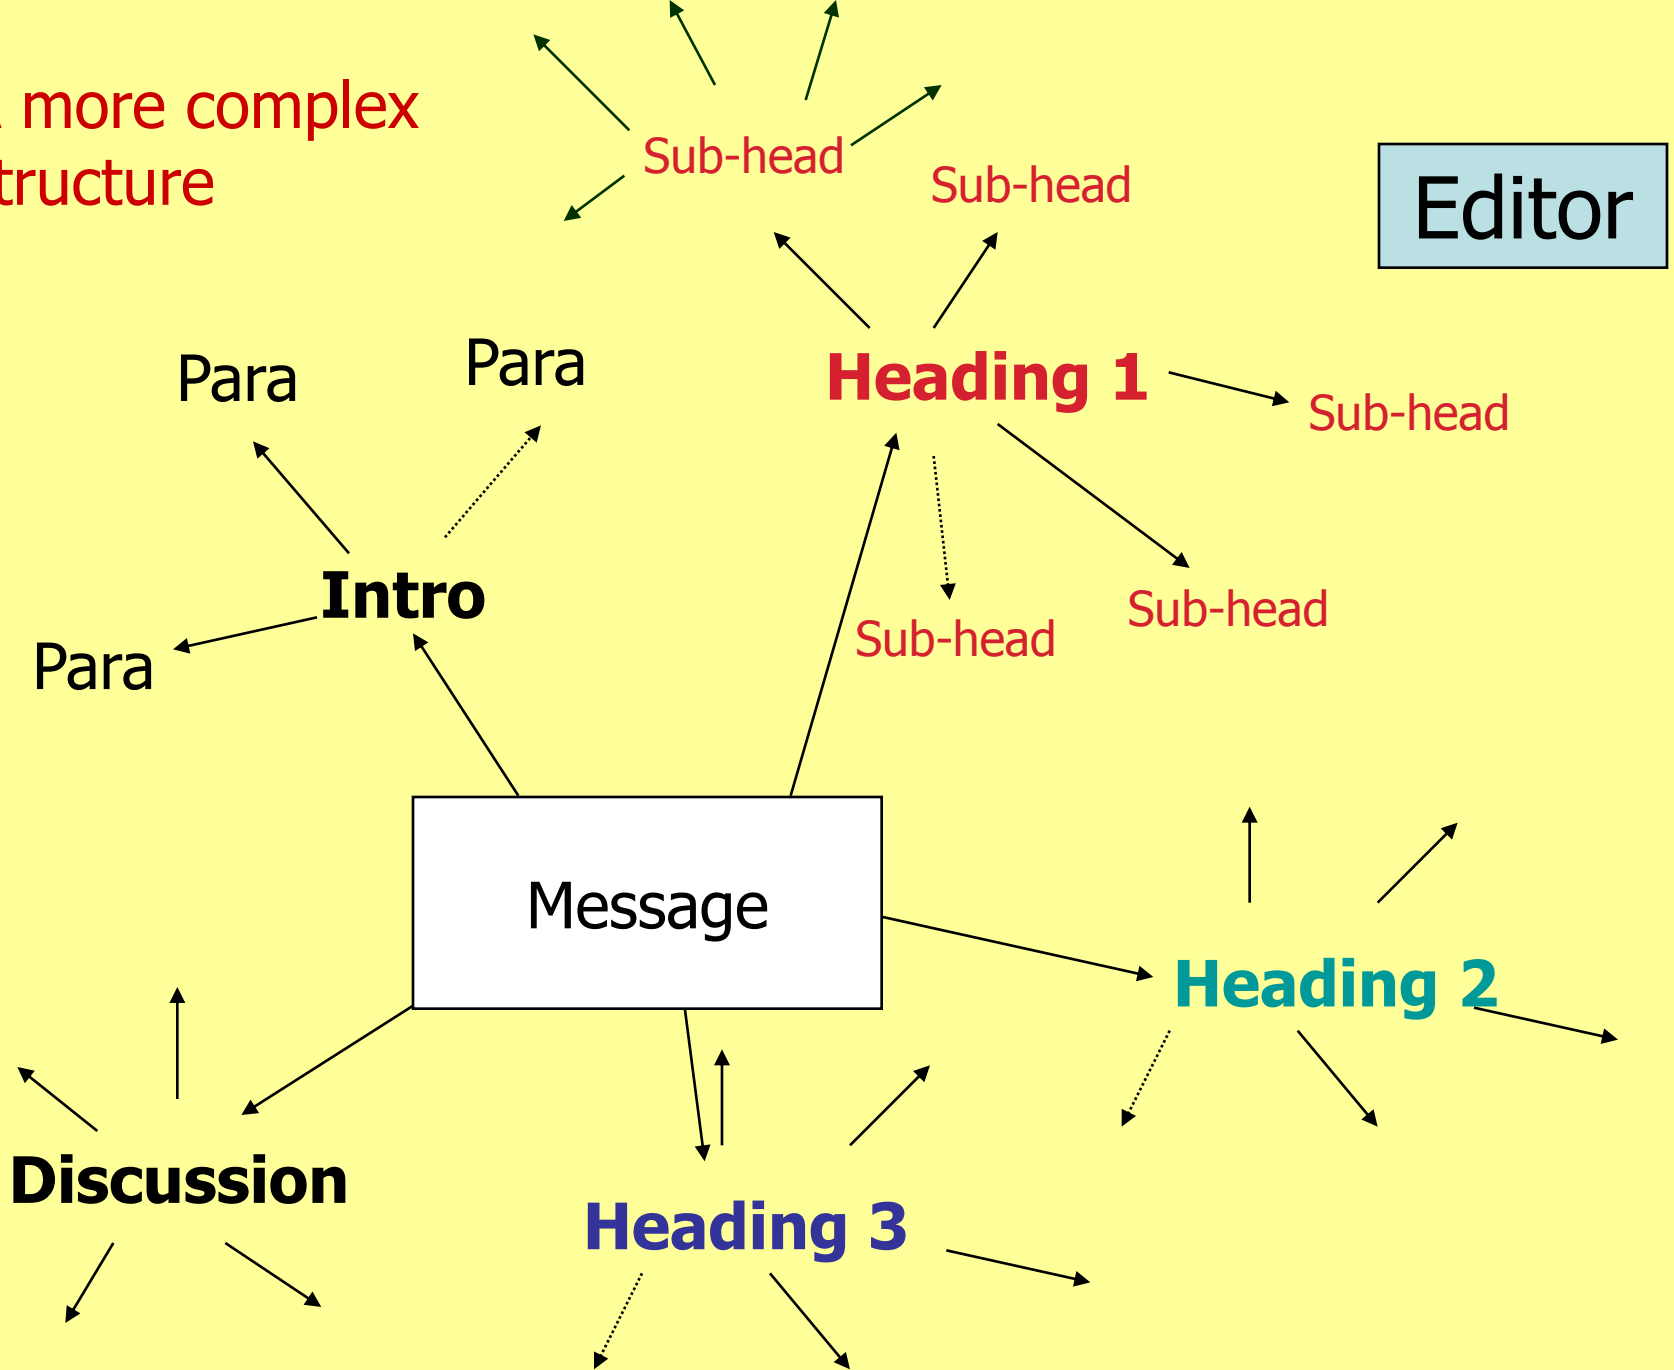 more complex
tructure
Sub-head
Sub-head
Editor
Para
Para
Heading 1
Sub-head
Intro
Sub-head
Sub-head
Para
Message
Heading 2
Discussion
Heading 3